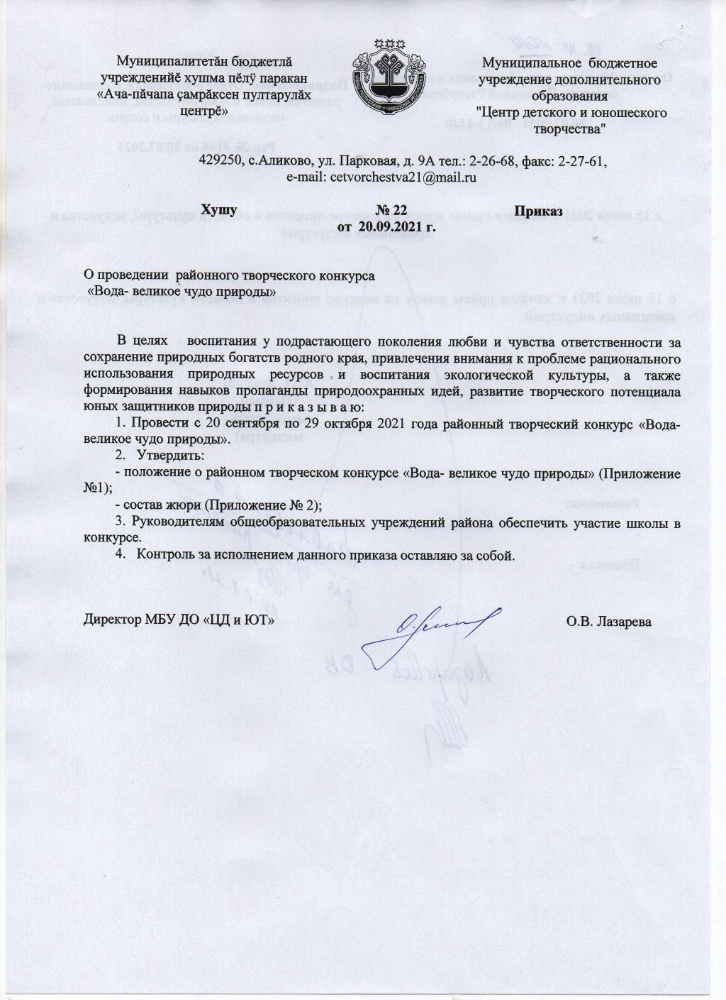 Муниципалитетӑн бюджетлӑ
учрежденийӗ хушма пӗлӳ паракан
«Ача-пӑчапа ҫамрӑксен пултарулӑх
центрӗ»
Муниципальное бюджетное
учреждение дополнительного
образования
"Центр детского и юношеского
творчества"
429250, с.Аликово, ул. Парковая, д. 9А тел.: 2-26-68, факс: 2-27-61,
e-mail: cetvorchestva21@mail.ru
Хушу № 22 Приказ
от 20.09.2021 г.
О проведении районного творческого конкурса
«Вода- великое чудо природы»
В целях воспитания у подрастающего поколения любви и чувства ответственности за
сохранение природных богатств родного края, привлечения внимания к проблеме рационального
использования природных ресурсов и воспитания экологической культуры, а также
формирования навыков пропаганды природоохранных идей, развитие творческого потенциала
юных защитников природы п р и к а з ы в а ю:
1. Провести с 20 сентября по 29 октября 2021 года районный творческий конкурс «Вода-
великое чудо природы».
2. Утвердить:
- положение о районном творческом конкурсе «Вода- великое чудо природы» (Приложение
№1);
- состав жюри (Приложение № 2);
3. Руководителям общеобразовательных учреждений района обеспечить участие школы в
конкурсе.
4. Контроль за исполнением данного приказа оставляю за собой.
Директор МБУ ДО «ЦД и ЮТ» О.В. Лазарева